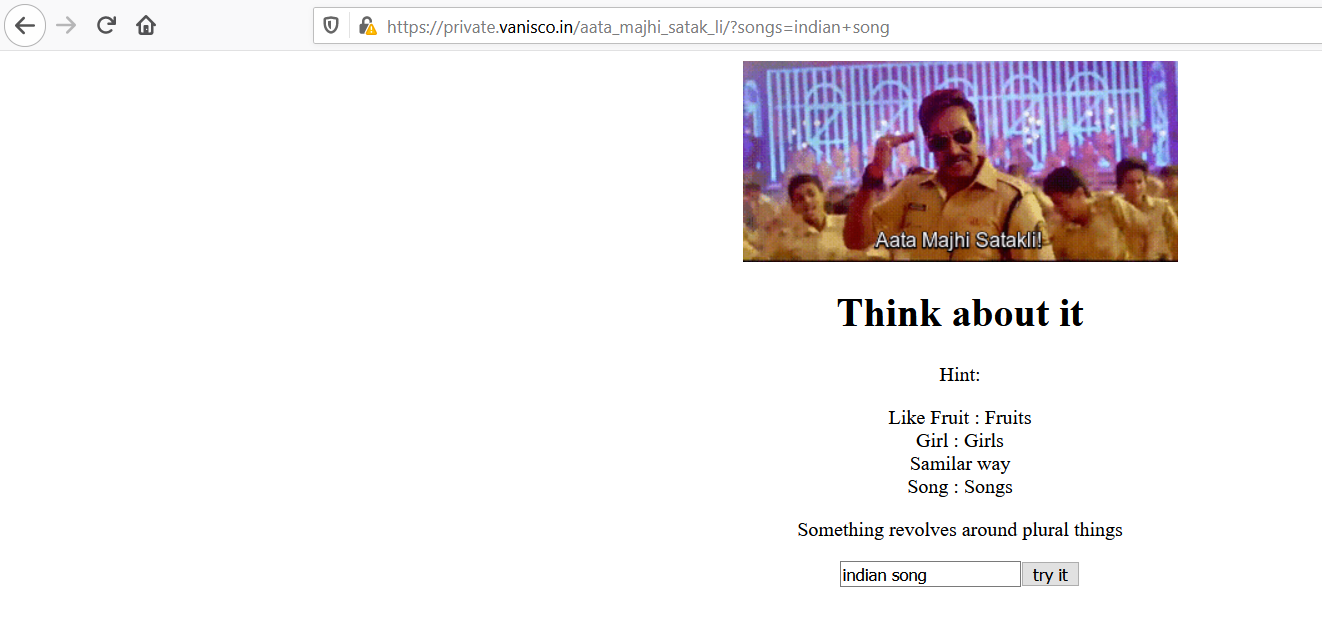 https://private.vanisco.in/aata_majhi_satak_li/?songs=indian+song
Aata Majhi Satakli!
Think about it
Hint:
Like Fruit : Fruits
Girl : Girls
Samilar way
Song : Songs
Something revolves around plural things
indian song try it